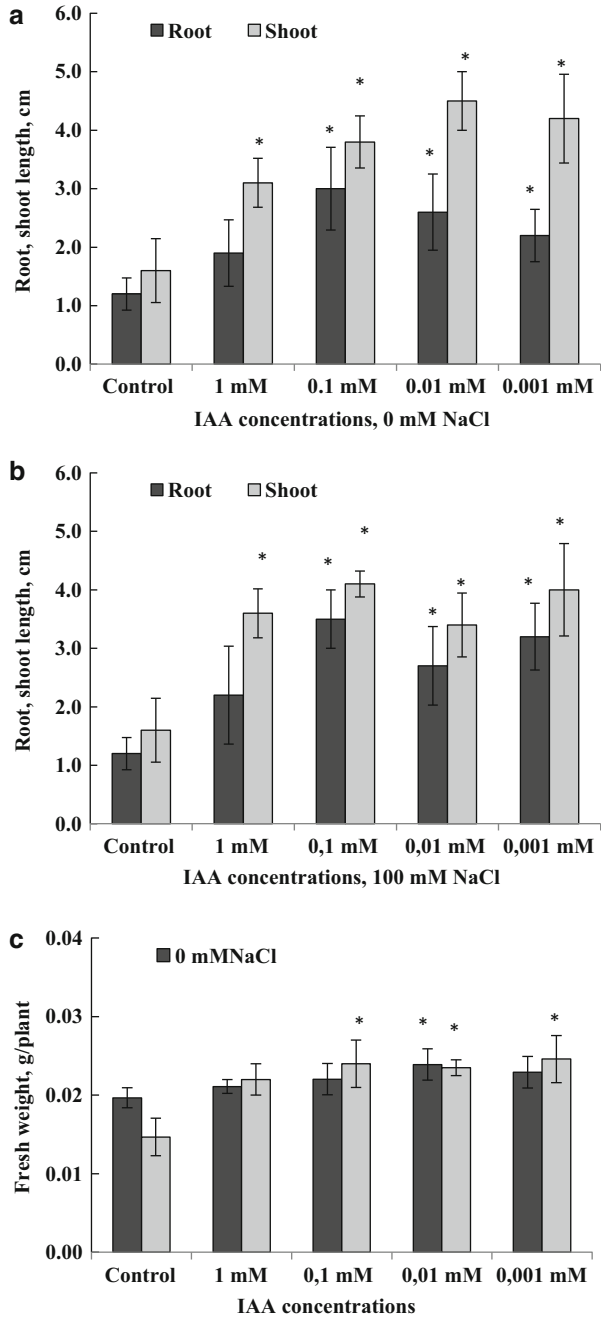 a
Root Shoot
Root, shoot length, cm
6.0
5.0
4.0
3.0
2.0
1.0
0.0
* * * * * * *
Control 1 mM 0.1 mM 0.01 mM 0.001 mM
IAA concentrations, 0 mM NaCl
b
Root Shoot
Root, shoot length, cm
6.0
5.0
4.0
3.0
2.0
1.0
0.0
* * * * * * *
Control 1 mM 0,1 mM 0,01 mM 0,001 mM
IAA concentrations, 100 mM NaCl
c
0 mMNaCl
Fresh weight, g/plant
0.04
0.03
0.02
0.01
0.00
* * * *
Control 1 mM 0,1 mM 0,01 mM 0,001 mM
IAA concentrations